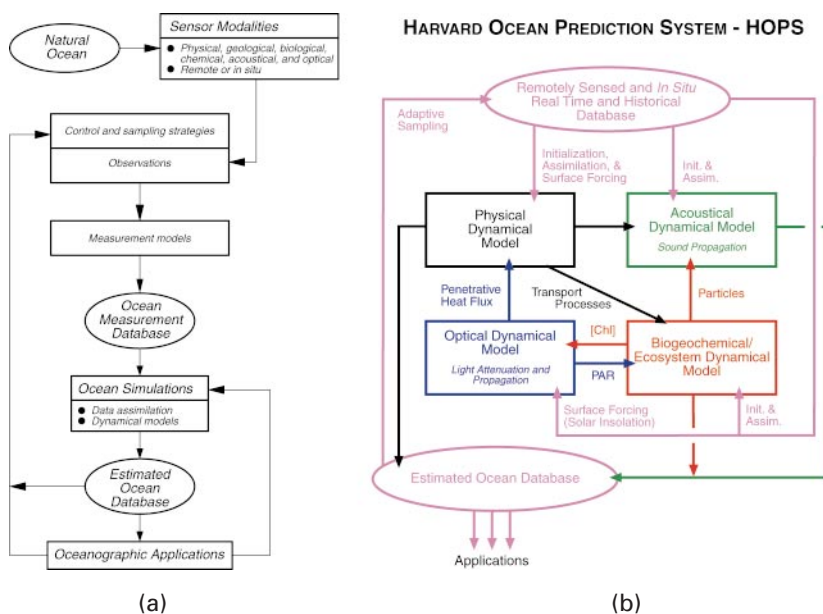 Natural
Ocean
Sensor Modalities
● Physical, geological, biological,
chemical, acoustical, and optical
● Remote or in situ
Control and sampling strategies
Observations
Measurement models
Ocean
Measurement
Database
Ocean Simulations
● Data assimilation
● Dynamical models
Estimated
Ocean
Database
Oceanographic Applications
(a)
HARVARD OCEAN PREDICTION SYSTEM - HOPS
Remotely Sensed and In Situ
Real Time and Historical
Database
Adaptive
Sampling
Initialization,
Assimilation, &
Surface Forcing
Init. &
Assim.
Physical
Dynamical
Model
Acoustical
Dynamical Model
Sound Propagation
Penetrative
Heat Flux
Transport
Processes
Particles
Optical Dynamical
Model
Light Attenuation and
Propagation
[Chl]
PAR
Biogeochemical/
Ecosystem Dynamical
Model
Surface Forcing
(Solar Insolation)
Init. &
Assim.
Estimated Ocean Database
Applications
(b)